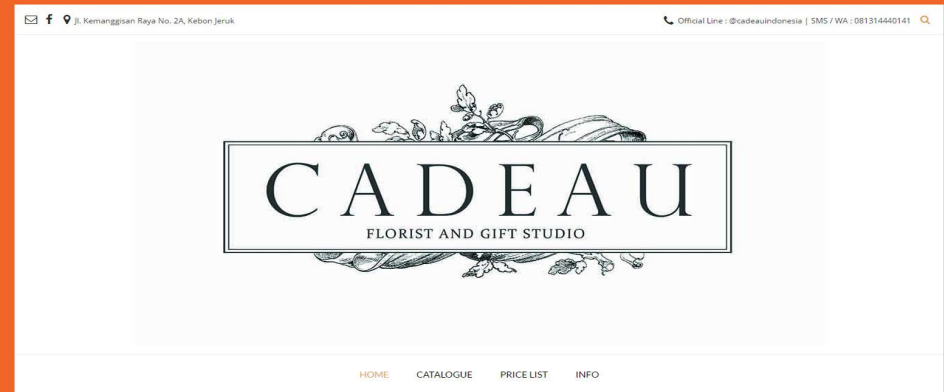 Jl. Kemanggisan Raya No. 2A, Kebon Jeruk
Official Line : @cadeauindonesia | SMS / WA : 081314440141
CADEAU
FLORIST AND GIFT STUDIO
HOME CATALOGUE PRICE LIST INFO